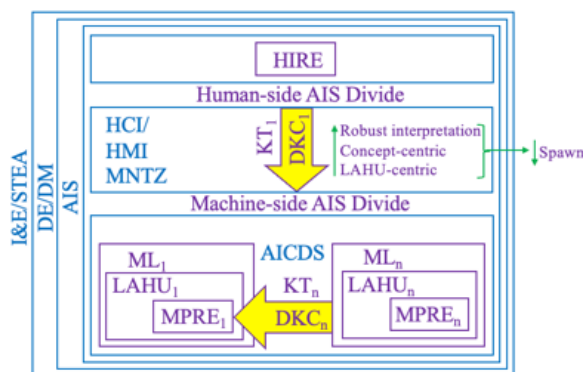 I&E/STEA
DE/DM
AIS
HIRE
Human-side AIS Divide
HCI/
HMI
MNTZ
KT₁
DKC₁
Robust interpretation
Concept-centric
LAHU-centric
Spawn
Machine-side AIS Divide
AICDS
ML₁
LAHU₁
MPRE₁
KTₙ
DKCₙ
MLₙ
LAHUₙ
MPREₙ